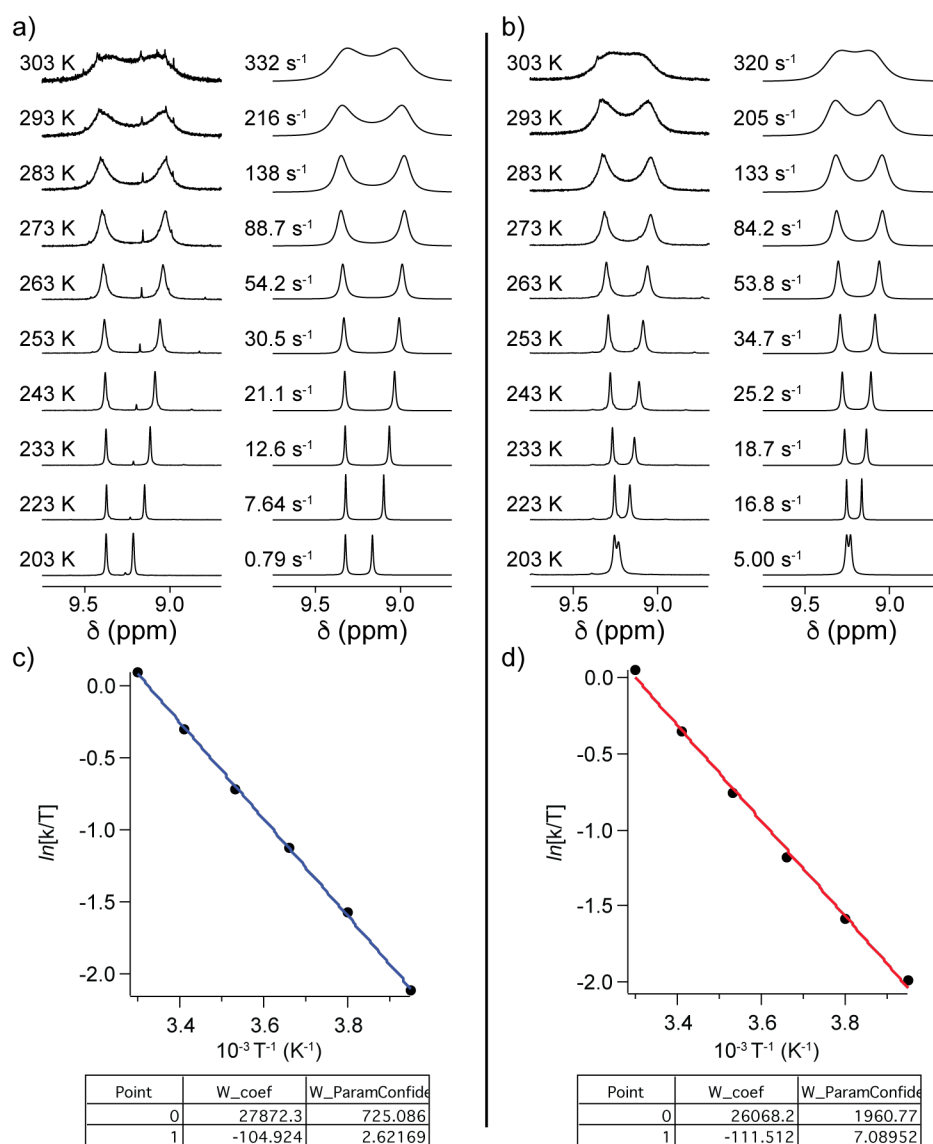 a)
303 K 332 s⁻¹
293 K 216 s⁻¹
283 K 138 s⁻¹
273 K 88.7 s⁻¹
263 K 54.2 s⁻¹
253 K 30.5 s⁻¹
243 K 21.1 s⁻¹
233 K 12.6 s⁻¹
223 K 7.64 s⁻¹
203 K 0.79 s⁻¹
9.5 9.0 9.5 9.0
δ (ppm) δ (ppm)
b)
303 K 320 s⁻¹
293 K 205 s⁻¹
283 K 133 s⁻¹
273 K 84.2 s⁻¹
263 K 53.8 s⁻¹
253 K 34.7 s⁻¹
243 K 25.2 s⁻¹
233 K 18.7 s⁻¹
223 K 16.8 s⁻¹
203 K 5.00 s⁻¹
9.5 9.0 9.5 9.0
δ (ppm) δ (ppm)
c)
0.0
-0.5
-1.0
-1.5
-2.0
ln[k/T]
3.4 3.6 3.8
10⁻³ T⁻¹ (K⁻¹)
Point W_coef W_ParamConfide
0 27872.3 725.086
1 -104.924 2.62169
d)
0.0
-0.5
-1.0
-1.5
-2.0
ln[k/T]
3.4 3.6 3.8
10⁻³ T⁻¹ (K⁻¹)
Point W_coef W_ParamConfide
0 26068.2 1960.77
1 -111.512 7.08952